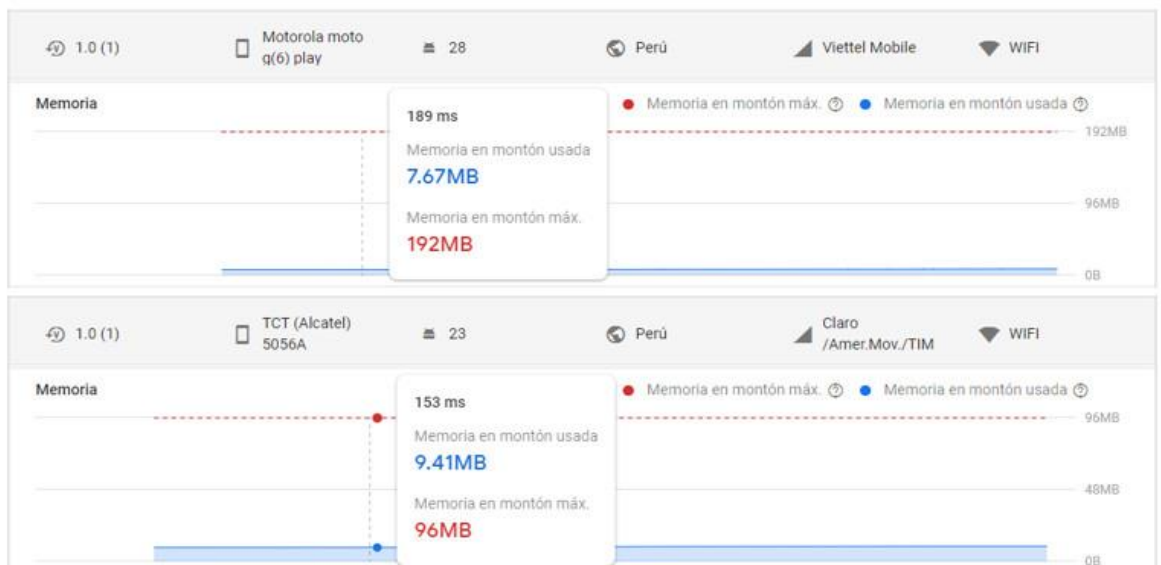 1.0 (1)
Motorola moto
g(6) play
28
Perú
Viettel Mobile
WIFI
Memoria
Memoria en montón máx.
Memoria en montón usada
189 ms
Memoria en montón usada
7.67MB
Memoria en montón máx.
192MB
192MB
96MB
0B
1.0 (1)
TCT (Alcatel)
5056A
23
Perú
Claro
/Amer.Mov./TIM
WIFI
Memoria
Memoria en montón máx.
Memoria en montón usada
153 ms
Memoria en montón usada
9.41MB
Memoria en montón máx.
96MB
96MB
48MB
0B